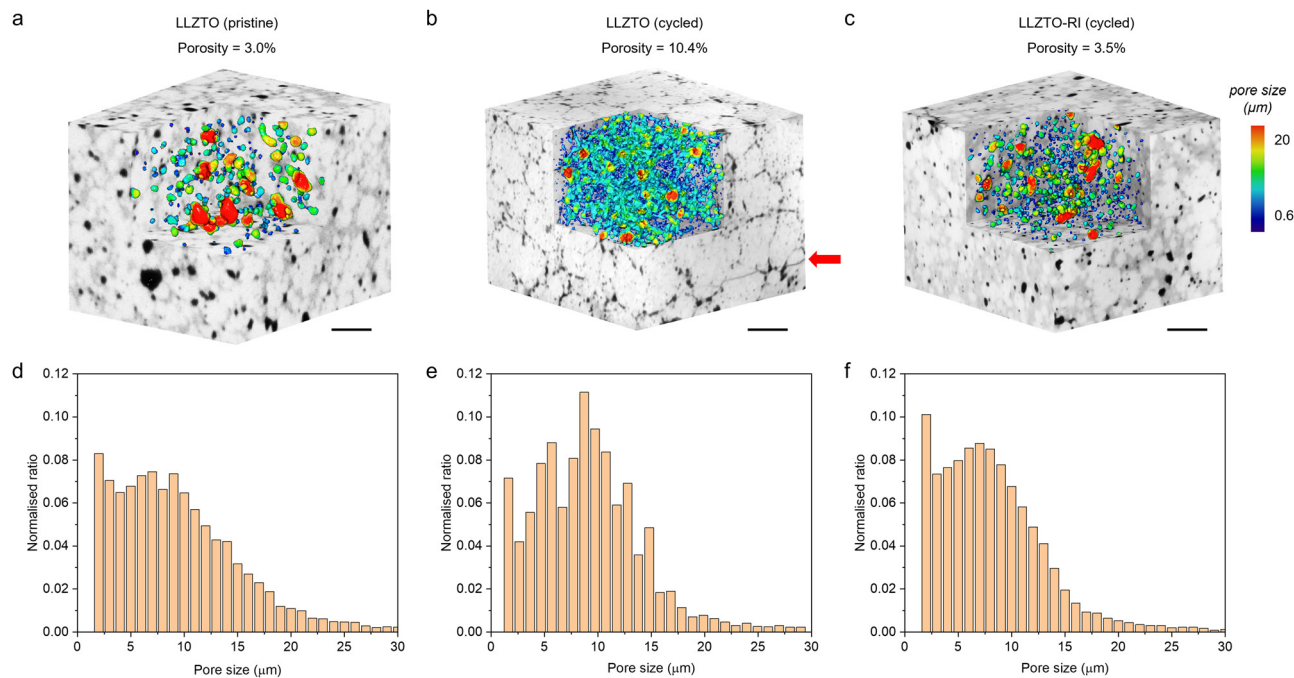 a
LLZTO (pristine)
Porosity = 3.0%
b
LLZTO (cycled)
Porosity = 10.4%
c
LLZTO-RI (cycled)
Porosity = 3.5%
pore size
(µm)
20
0.6
d
0.12
0.10
0.08
0.06
0.04
0.02
0.00
Normalised ratio
0 5 10 15 20 25 30
Pore size (μm)
e
0.12
0.10
0.08
0.06
0.04
0.02
0.00
Normalised ratio
0 5 10 15 20 25 30
Pore size (μm)
f
0.12
0.10
0.08
0.06
0.04
0.02
0.00
Normalised ratio
0 5 10 15 20 25 30
Pore size (μm)